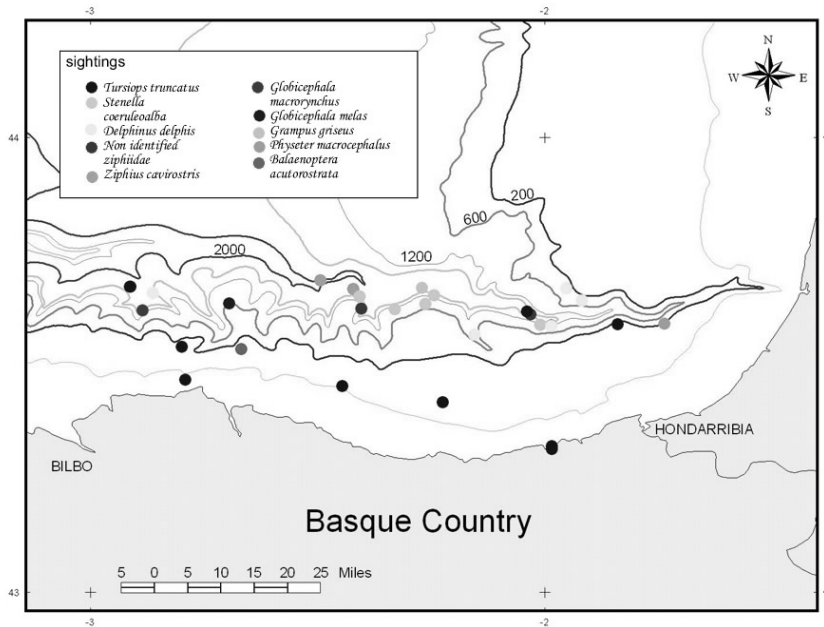 -3
-2
N
W
E
S
sightings
Tursiops truncatus
Stenella
coeruleoalba
Delphinus delphis
Non identified
ziphiidae
Ziphius cavirostris
Globicephala
macrorynchus
Globicephala melas
Grampus griseus
Physeter macrocephalus
Balaenoptera
acutorostrata
44
44
200
600
2000
1200
HONDARRIBIA
BILBO
Basque Country
5 0 5 10 15 20 25 Miles
43
43
-3
-2